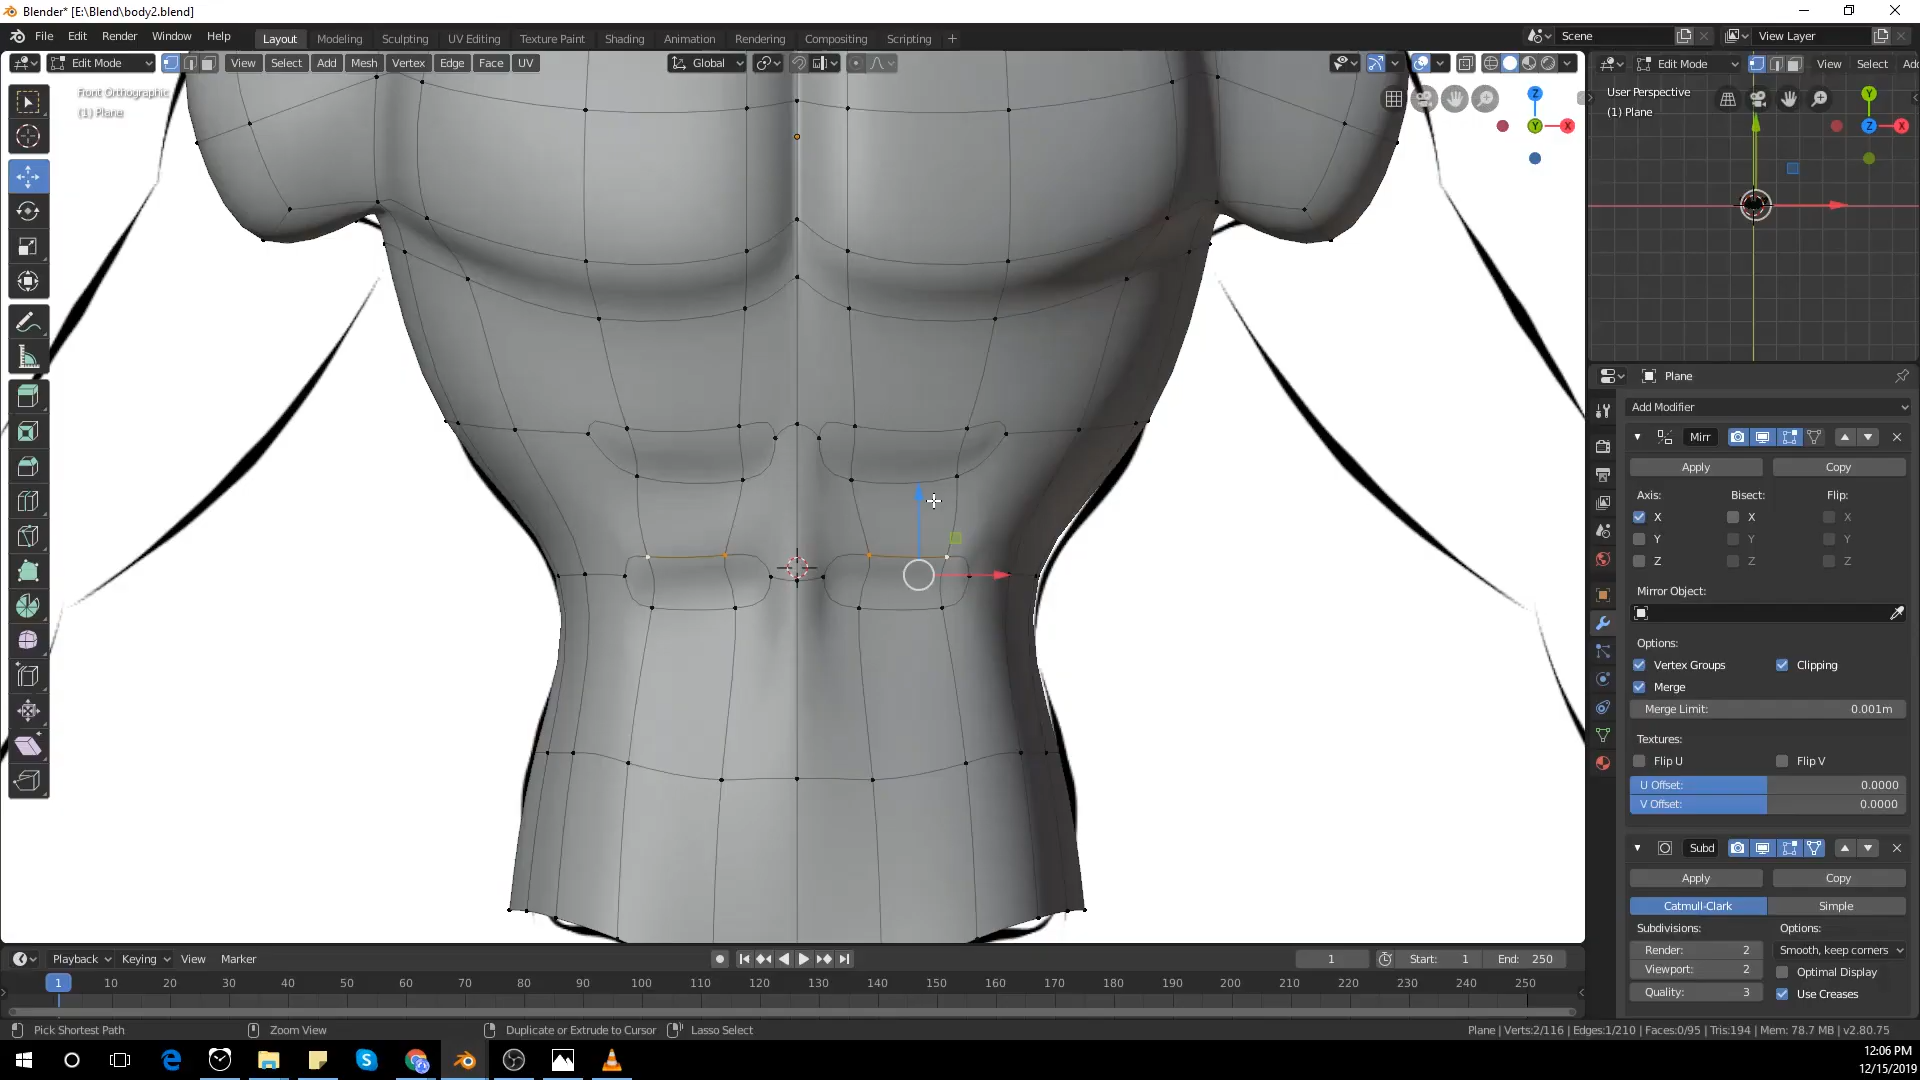 Blender* [E:\Blend\body2.blend]
File Edit Render Window Help Layout Modeling Sculpting UV Editing Texture Paint Shading Animation Rendering Compositing Scripting + Scene View Layer
Edit Mode View Select Add Mesh Vertex Edge Face UV Global Edit Mode View Select
Front Orthographic
(1) Plane
Z
Y
X
User Perspective
(1) Plane
Y
Z
X
Plane
Add Modifier
Mirr
Apply Copy
Axis: Bisect: Flip:
X X X
Y Y Y
Z Z Z
Mirror Object:
Options:
Vertex Groups Clipping
Merge
Merge Limit: 0.001m
Textures:
Flip U Flip V
U Offset: 0.0000
V Offset: 0.0000
Subd
Apply Copy
Catmull-Clark Simple
Subdivisions: Options:
Render: 2 Smooth, keep corners
Viewport: 2 Optimal Display
Quality: 3 Use Creases
Playback Keying View Marker 1 Start: 1 End: 250
1 10 20 30 40 50 60 70 80 90 100 110 120 130 140 150 160 170 180 190 200 210 220 230 240 250
Pick Shortest Path Zoom View Duplicate or Extrude to Cursor Lasso Select Plane | Verts:2/116 | Edges:1/210 | Faces:0/95 | Tris:194 | Mem: 78.7 MB | v2.80.75
12:06 PM
12/15/2019